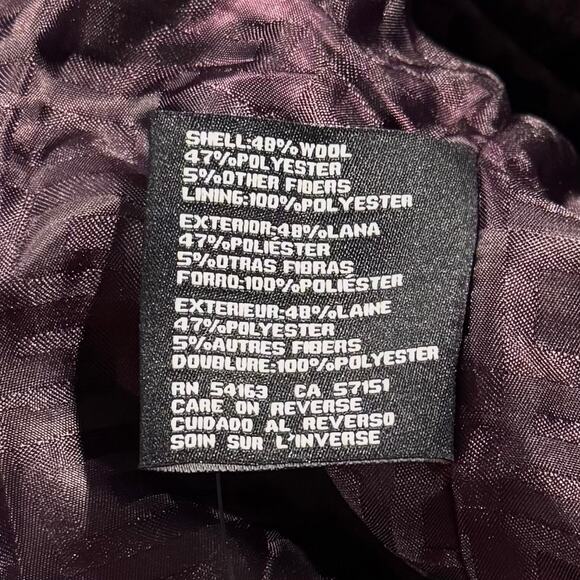 SHELL:48%WOOL
47%POLYESTER
5%OTHER FIBERS
LINING:100%POLYESTER
EXTERIOR:48%LANA
47%POLIÉSTER
5%OTRAS FIBRAS
FORRO:100%POLIÉSTER
EXTERIEUR:48%LAINE
47%POLYESTER
5%AUTRES FIBERS
DOUBLURE:100%POLYESTER
RN 54163 CA 57151
CARE ON REVERSE
CUIDADO AL REVERSO
SOIN SUR L'INVERSE